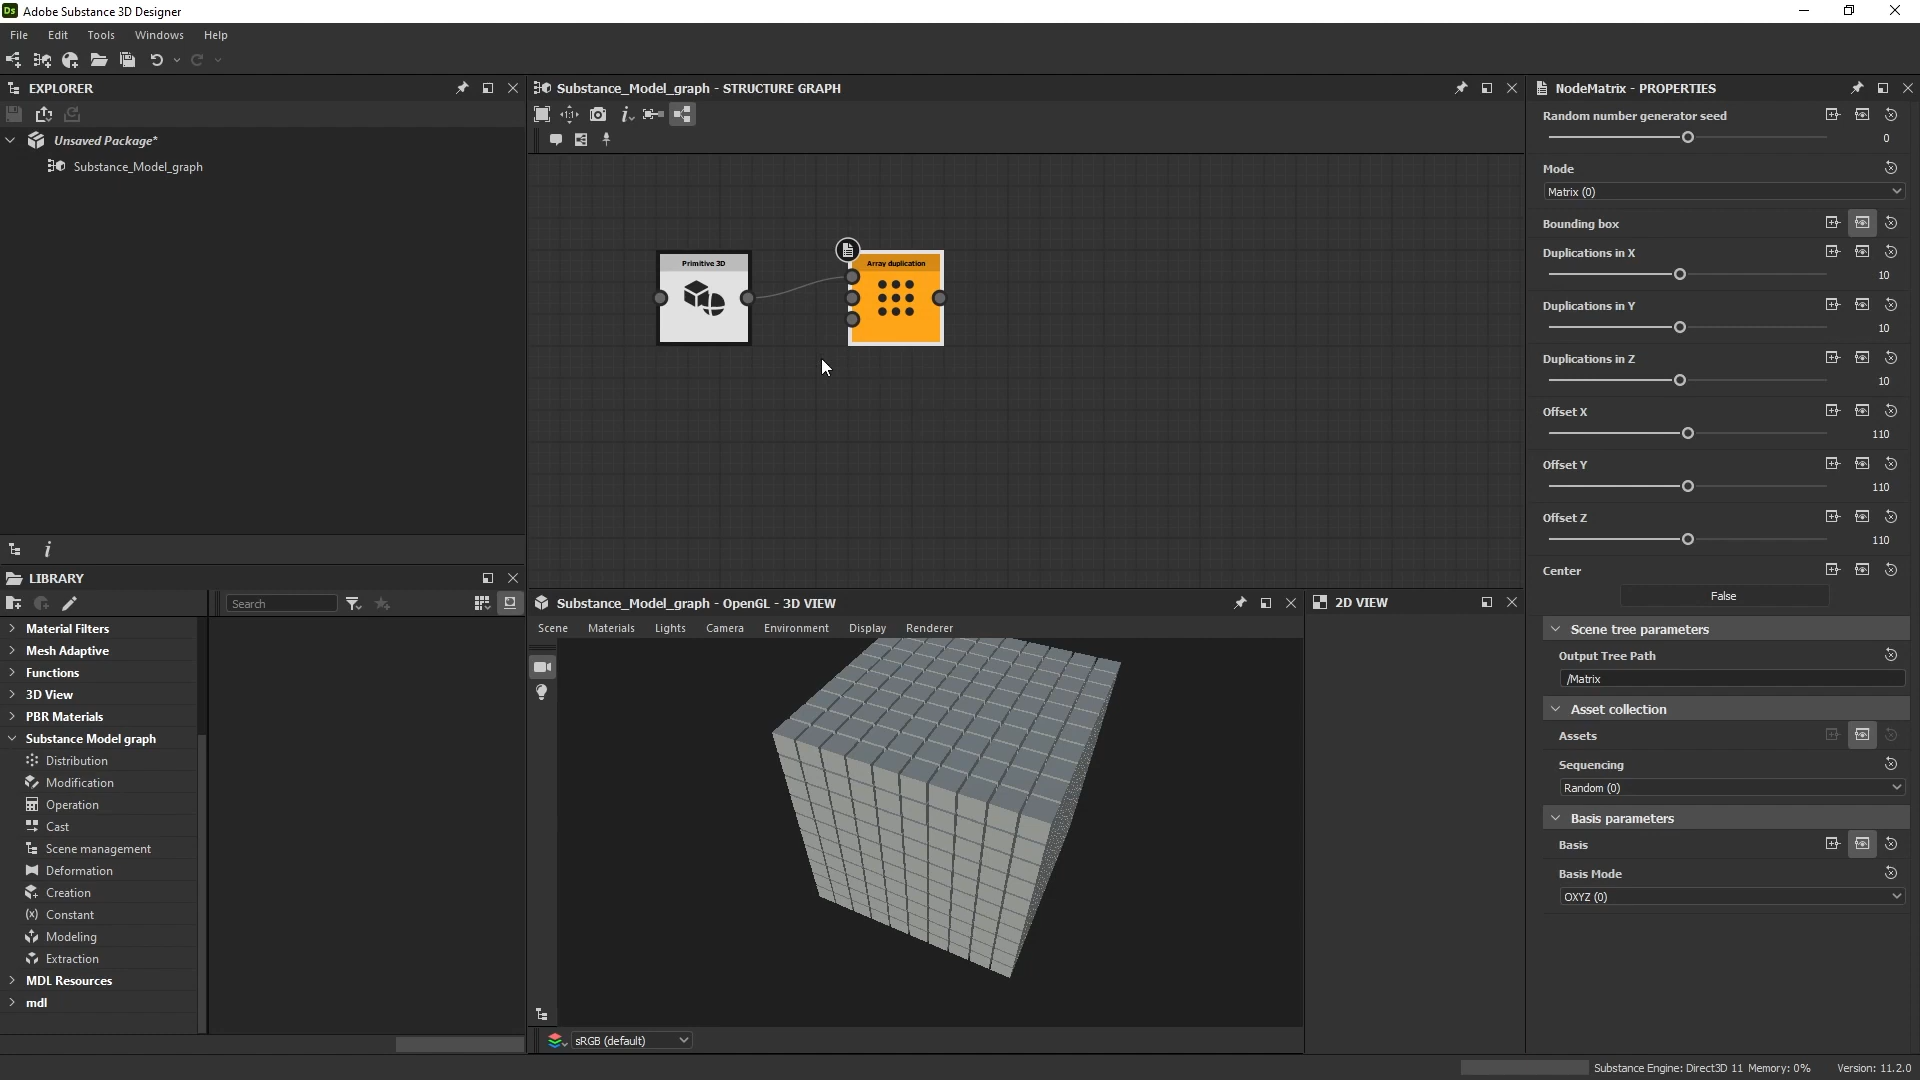 Ds Adobe Substance 3D Designer
File Edit Tools Windows Help
EXPLORER
Unsaved Package*
Substance_Model_graph
LIBRARY
Search
Material Filters
Mesh Adaptive
Functions
3D View
PBR Materials
Substance Model graph
Distribution
Modification
Operation
Cast
Scene management
Deformation
Creation
Constant
Modeling
Extraction
MDL Resources
mdl
Substance_Model_graph - STRUCTURE GRAPH
Primitive 3D
Array duplication
Substance_Model_graph - OpenGL - 3D VIEW
Scene Materials Lights Camera Environment Display Renderer
sRGB (default)
2D VIEW
NodeMatrix - PROPERTIES
Random number generator seed
0
Mode
Matrix (0)
Bounding box
Duplications in X
10
Duplications in Y
10
Duplications in Z
10
Offset X
110
Offset Y
110
Offset Z
110
Center
False
Scene tree parameters
Output Tree Path
/Matrix
Asset collection
Assets
Sequencing
Random (0)
Basis parameters
Basis
Basis Mode
OXYZ (0)
Substance Engine: Direct3D 11 Memory: 0% Version: 11.2.0